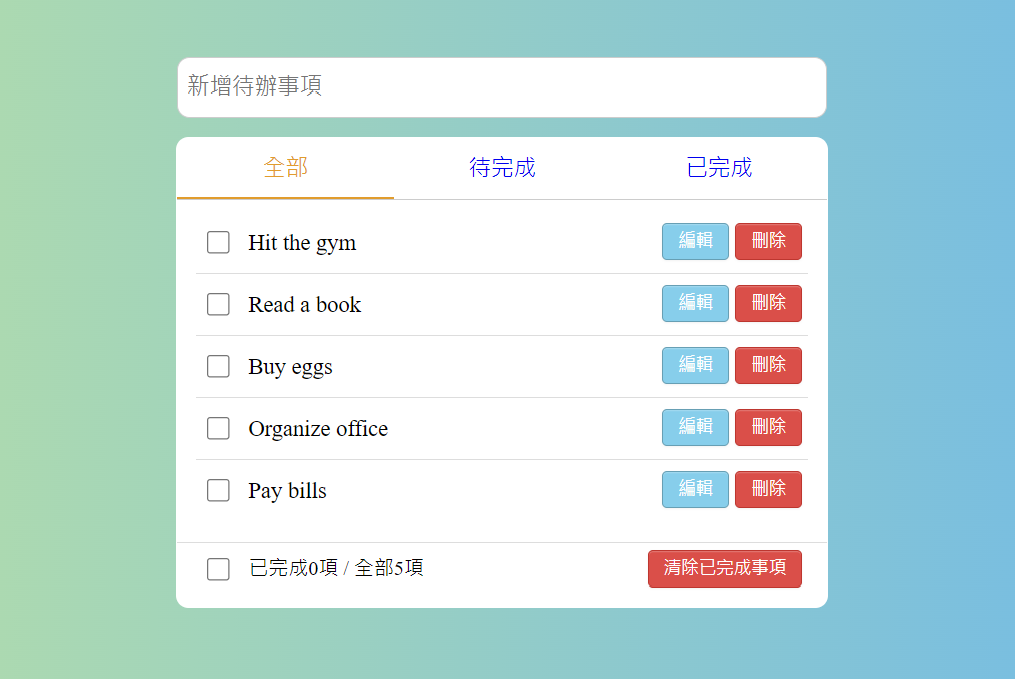 新增待辦事項
全部 待完成 已完成
Hit the gym 編輯 刪除
Read a book 編輯 刪除
Buy eggs 編輯 刪除
Organize office 編輯 刪除
Pay bills 編輯 刪除
已完成0項 / 全部5項 清除已完成事項